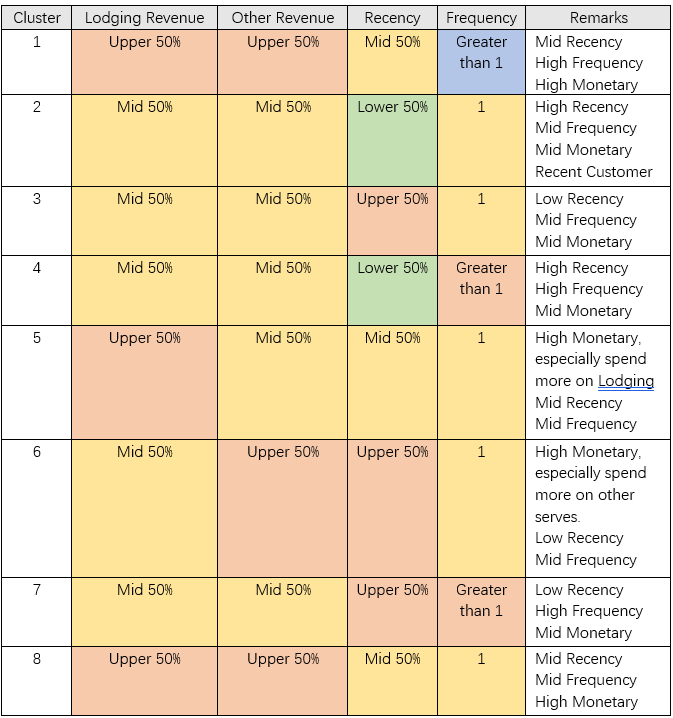 Cluster Lodging Revenue Other Revenue Recency Frequency Remarks
1 Upper 50% Upper 50% Mid 50% Greater Mid Recency
than 1 High Frequency
High Monetary
2 Mid 50% Mid 50% Lower 50% 1 High Recency
Mid Frequency
Mid Monetary
Recent Customer
3 Mid 50% Mid 50% Upper 50% 1 Low Recency
Mid Frequency
Mid Monetary
4 Mid 50% Mid 50% Lower 50% Greater High Recency
than 1 High Frequency
Mid Monetary
5 Upper 50% Mid 50% Mid 50% 1 High Monetary,
especially spend
more on Lodging
Mid Recency
Mid Frequency
6 Mid 50% Upper 50% Upper 50% 1 High Monetary,
especially spend
more on other
serves.
Low Recency
Mid Frequency
7 Mid 50% Mid 50% Upper 50% Greater Low Recency
than 1 High Frequency
Mid Monetary
8 Upper 50% Upper 50% Mid 50% 1 Mid Recency
Mid Frequency
High Monetary